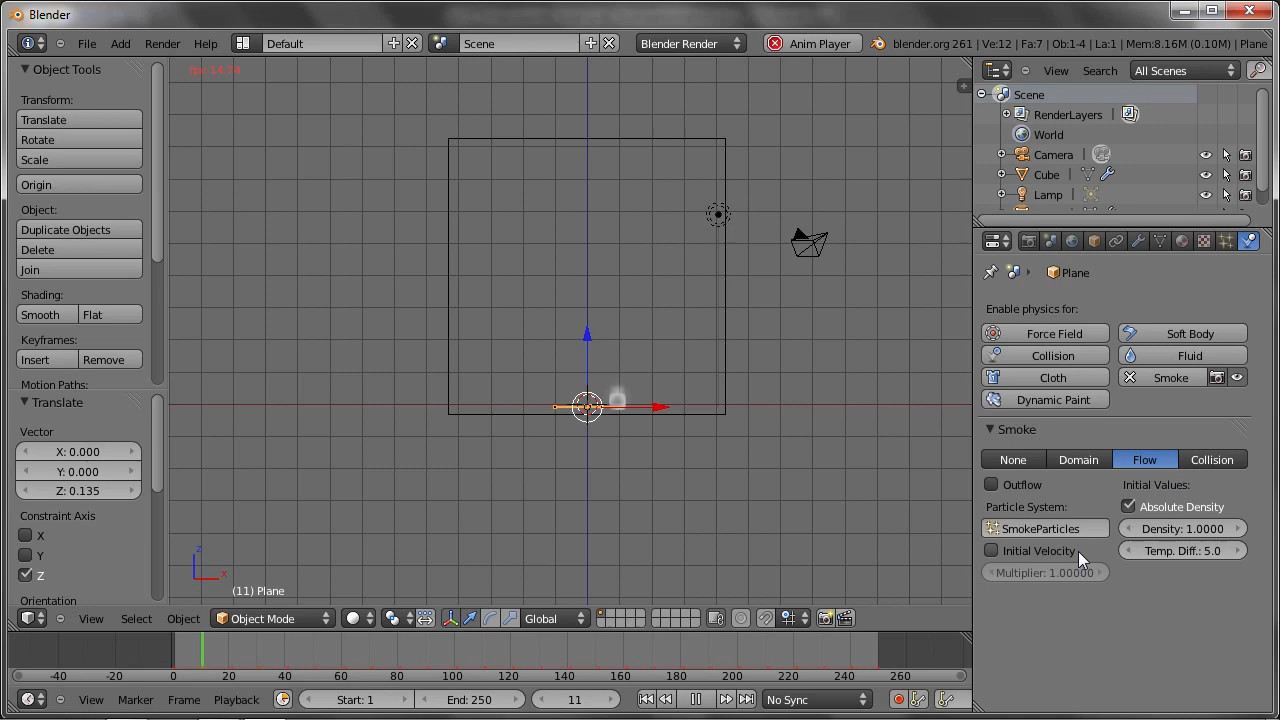 Blender
File Add Render Help Default Scene Blender Render Anim Player blender.org 261 | Ve:12 | Fa:7 | Ob:1-4 | La:1 | Mem:8.16M (0.10M) | Plane
Object Tools
Transform:
Translate
Rotate
Scale
Origin
Object:
Duplicate Objects
Delete
Join
Shading:
Smooth Flat
Keyframes:
Insert Remove
Motion Paths:
Translate
Vector
X: 0.000
Y: 0.000
Z: 0.135
Constraint Axis
X
Y
Z
Orientation
fps: 14.74
z
x
(11) Plane
View Select Object Object Mode Global
-40 -20 0 20 40 60 80 100 120 140 160 180 200 220 240 260
View Marker Frame Playback Start: 1 End: 250 11 No Sync
View Search All Scenes
Scene
RenderLayers
World
Camera
Cube
Lamp
Plane
Enable physics for:
Force Field Soft Body
Collision Fluid
Cloth Smoke
Dynamic Paint
Smoke
None Domain Flow Collision
Outflow Initial Values:
Particle System: Absolute Density
SmokeParticles Density: 1.0000
Initial Velocity Temp. Diff.: 5.0
Multiplier: 1.00000